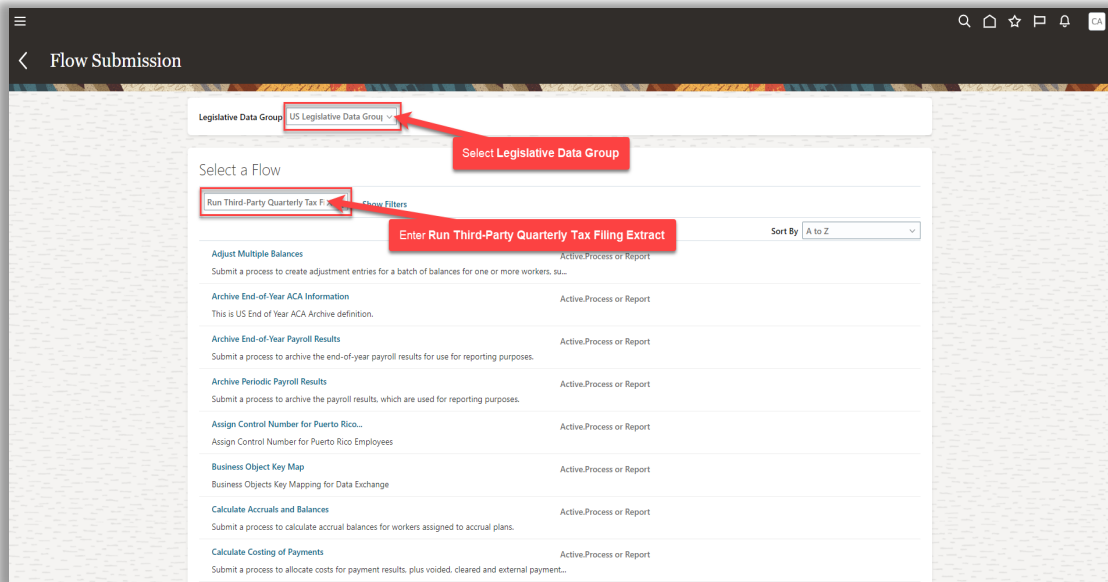 CA
Flow Submission
Legislative Data Group US Legislative Data Group
Select Legislative Data Group
Select a Flow
Run Third-Party Quarterly Tax Fi
Show Filters
Enter Run Third-Party Quarterly Tax Filing Extract
Sort By A to Z
Adjust Multiple Balances
Active.Process or Report
Submit a process to create adjustment entries for a batch of balances for one or more workers, su...
Archive End-of-Year ACA Information
Active.Process or Report
This is US End of Year ACA Archive definition.
Archive End-of-Year Payroll Results
Active.Process or Report
Submit a process to archive the end-of-year payroll results for use for reporting purposes.
Archive Periodic Payroll Results
Active.Process or Report
Submit a process to archive the payroll results, which are used for reporting purposes.
Assign Control Number for Puerto Rico...
Active.Process or Report
Assign Control Number for Puerto Rico Employees
Business Object Key Map
Active.Process or Report
Business Objects Key Mapping for Data Exchange
Calculate Accruals and Balances
Active.Process or Report
Submit a process to calculate accrual balances for workers assigned to accrual plans.
Calculate Costing of Payments
Active.Process or Report
Submit a process to allocate costs for payment results, plus voided, cleared and external payment...